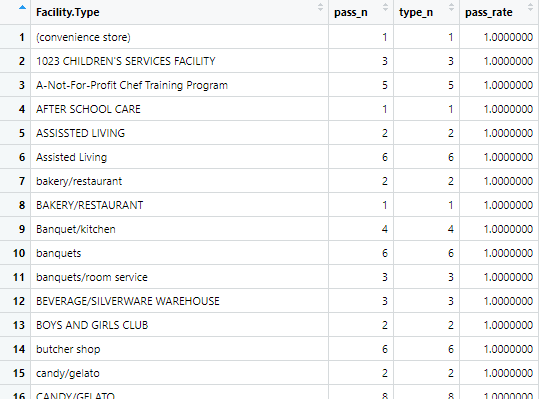 Facility.Type pass_n type_n pass_rate
1 (convenience store) 1 1 1.0000000
2 1023 CHILDREN'S SERVICES FACILITY 3 3 1.0000000
3 A-Not-For-Profit Chef Training Program 5 5 1.0000000
4 AFTER SCHOOL CARE 1 1 1.0000000
5 ASSISSTED LIVING 2 2 1.0000000
6 Assisted Living 6 6 1.0000000
7 bakery/restaurant 2 2 1.0000000
8 BAKERY/RESTAURANT 1 1 1.0000000
9 Banquet/kitchen 4 4 1.0000000
10 banquets 6 6 1.0000000
11 banquets/room service 3 3 1.0000000
12 BEVERAGE/SILVERWARE WAREHOUSE 3 3 1.0000000
13 BOYS AND GIRLS CLUB 2 2 1.0000000
14 butcher shop 6 6 1.0000000
15 candy/gelato 2 2 1.0000000
16 CANDY/GELATO 8 8 1.0000000